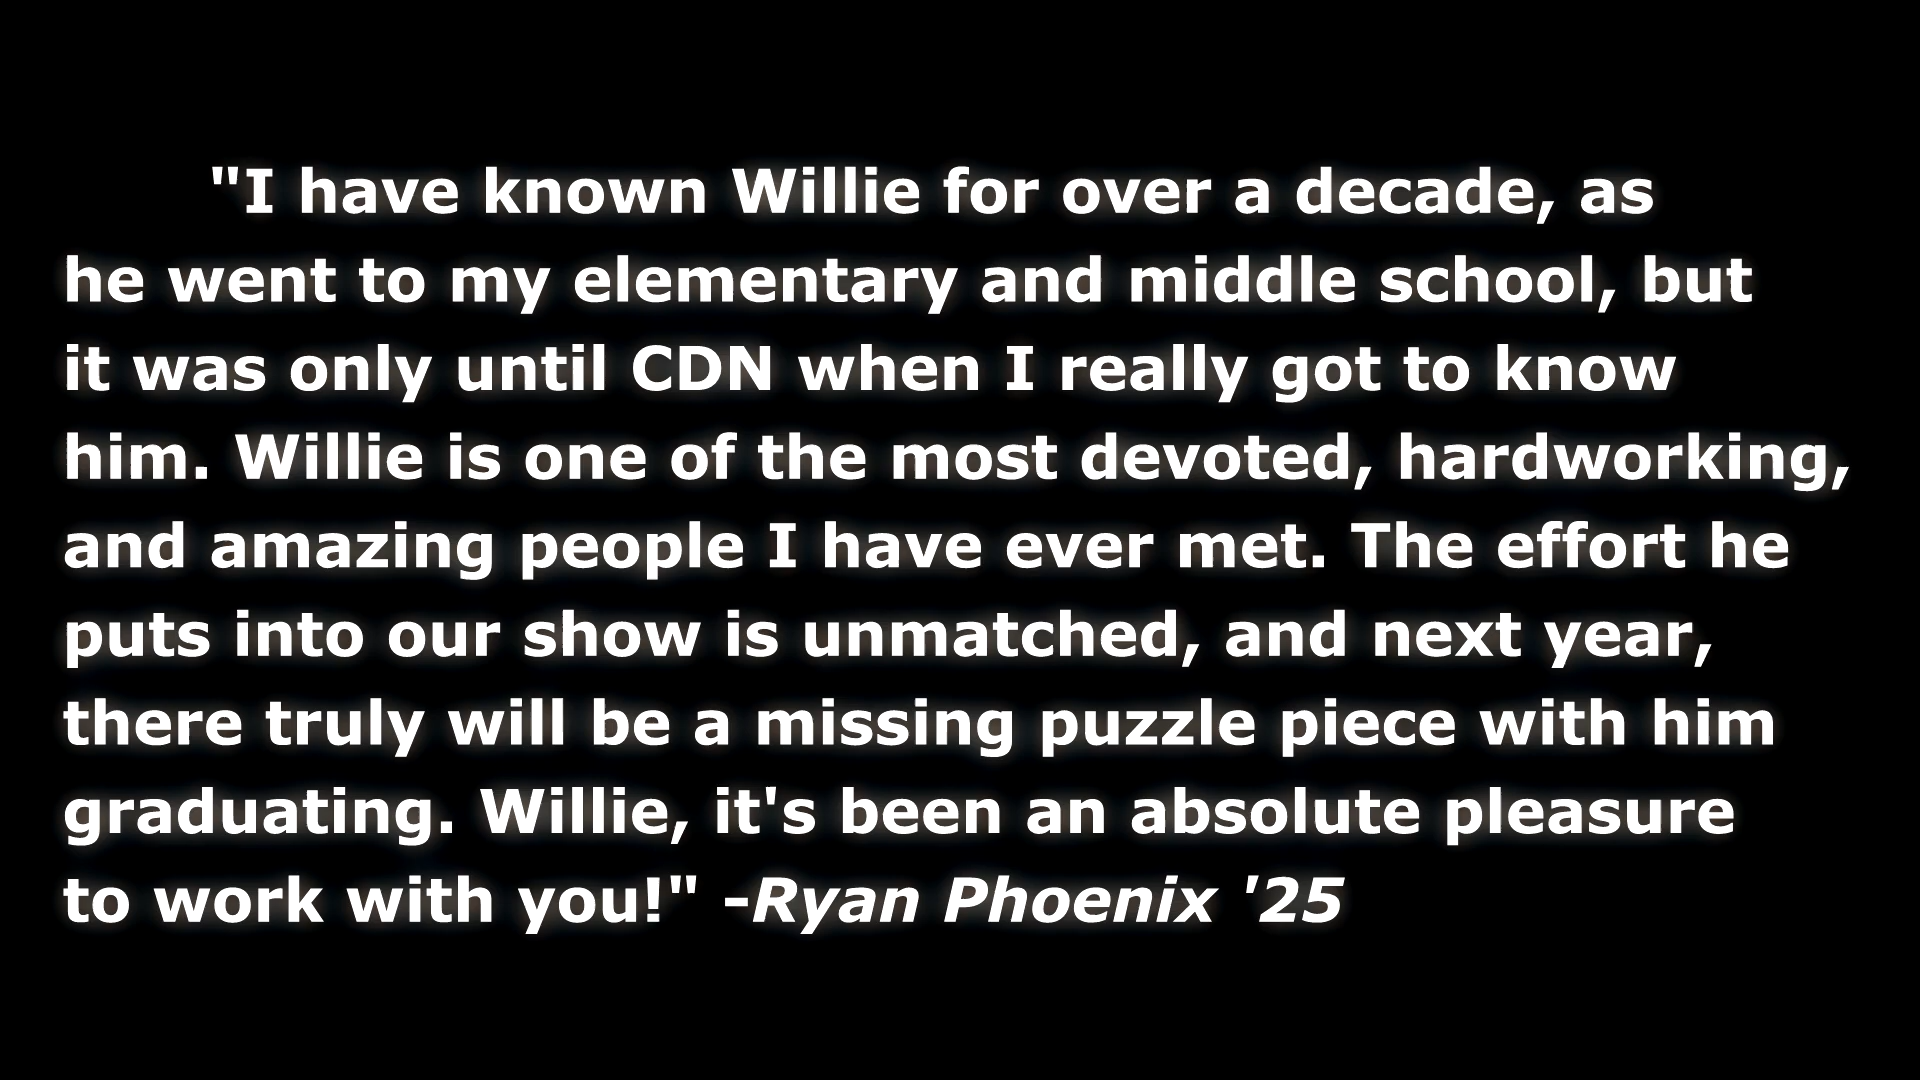 "I have known Willie for over a decade, as
he went to my elementary and middle school, but
it was only until CDN when I really got to know
him. Willie is one of the most devoted, hardworking,
and amazing people I have ever met. The effort he
puts into our show is unmatched, and next year,
there truly will be a missing puzzle piece with him
graduating. Willie, it's been an absolute pleasure
to work with you!" -Ryan Phoenix '25